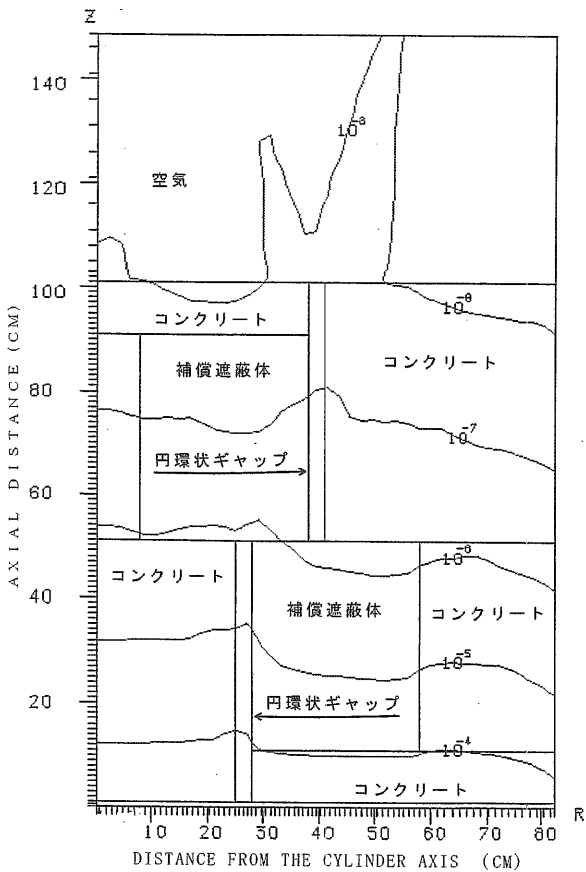 Z
140
120
100
80
60
40
20
AXIAL DISTANCE (CM)
空気
10⁻⁸
コンクリート
10⁻⁸
補償遮蔽体
コンクリート
10⁻⁷
円環状ギャップ
コンクリート
10⁻⁶
補償遮蔽体
コンクリート
10⁻⁵
円環状ギャップ
10⁻⁴
コンクリート
R
10 20 30 40 50 60 70 80
DISTANCE FROM THE CYLINDER AXIS (CM)